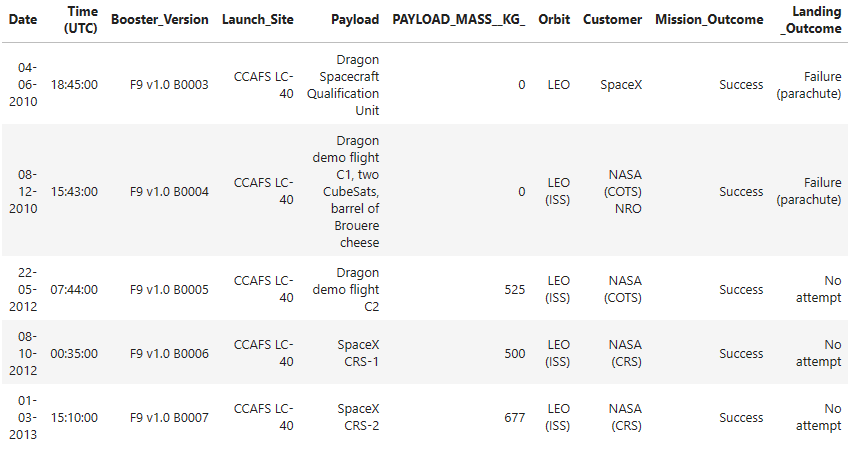 Date Time (UTC) Booster_Version Launch_Site Payload PAYLOAD_MASS__KG_ Orbit Customer Mission_Outcome Landing _Outcome
04-06-2010 18:45:00 F9 v1.0 B0003 CCAFS LC-40 Dragon Spacecraft Qualification Unit 0 LEO SpaceX Success Failure (parachute)
08-12-2010 15:43:00 F9 v1.0 B0004 CCAFS LC-40 Dragon demo flight C1, two CubeSats, barrel of Brouere cheese 0 LEO (ISS) NASA (COTS) NRO Success Failure (parachute)
22-05-2012 07:44:00 F9 v1.0 B0005 CCAFS LC-40 Dragon demo flight C2 525 LEO (ISS) NASA (COTS) Success No attempt
08-10-2012 00:35:00 F9 v1.0 B0006 CCAFS LC-40 SpaceX CRS-1 500 LEO (ISS) NASA (CRS) Success No attempt
01-03-2013 15:10:00 F9 v1.0 B0007 CCAFS LC-40 SpaceX CRS-2 677 LEO (ISS) NASA (CRS) Success No attempt